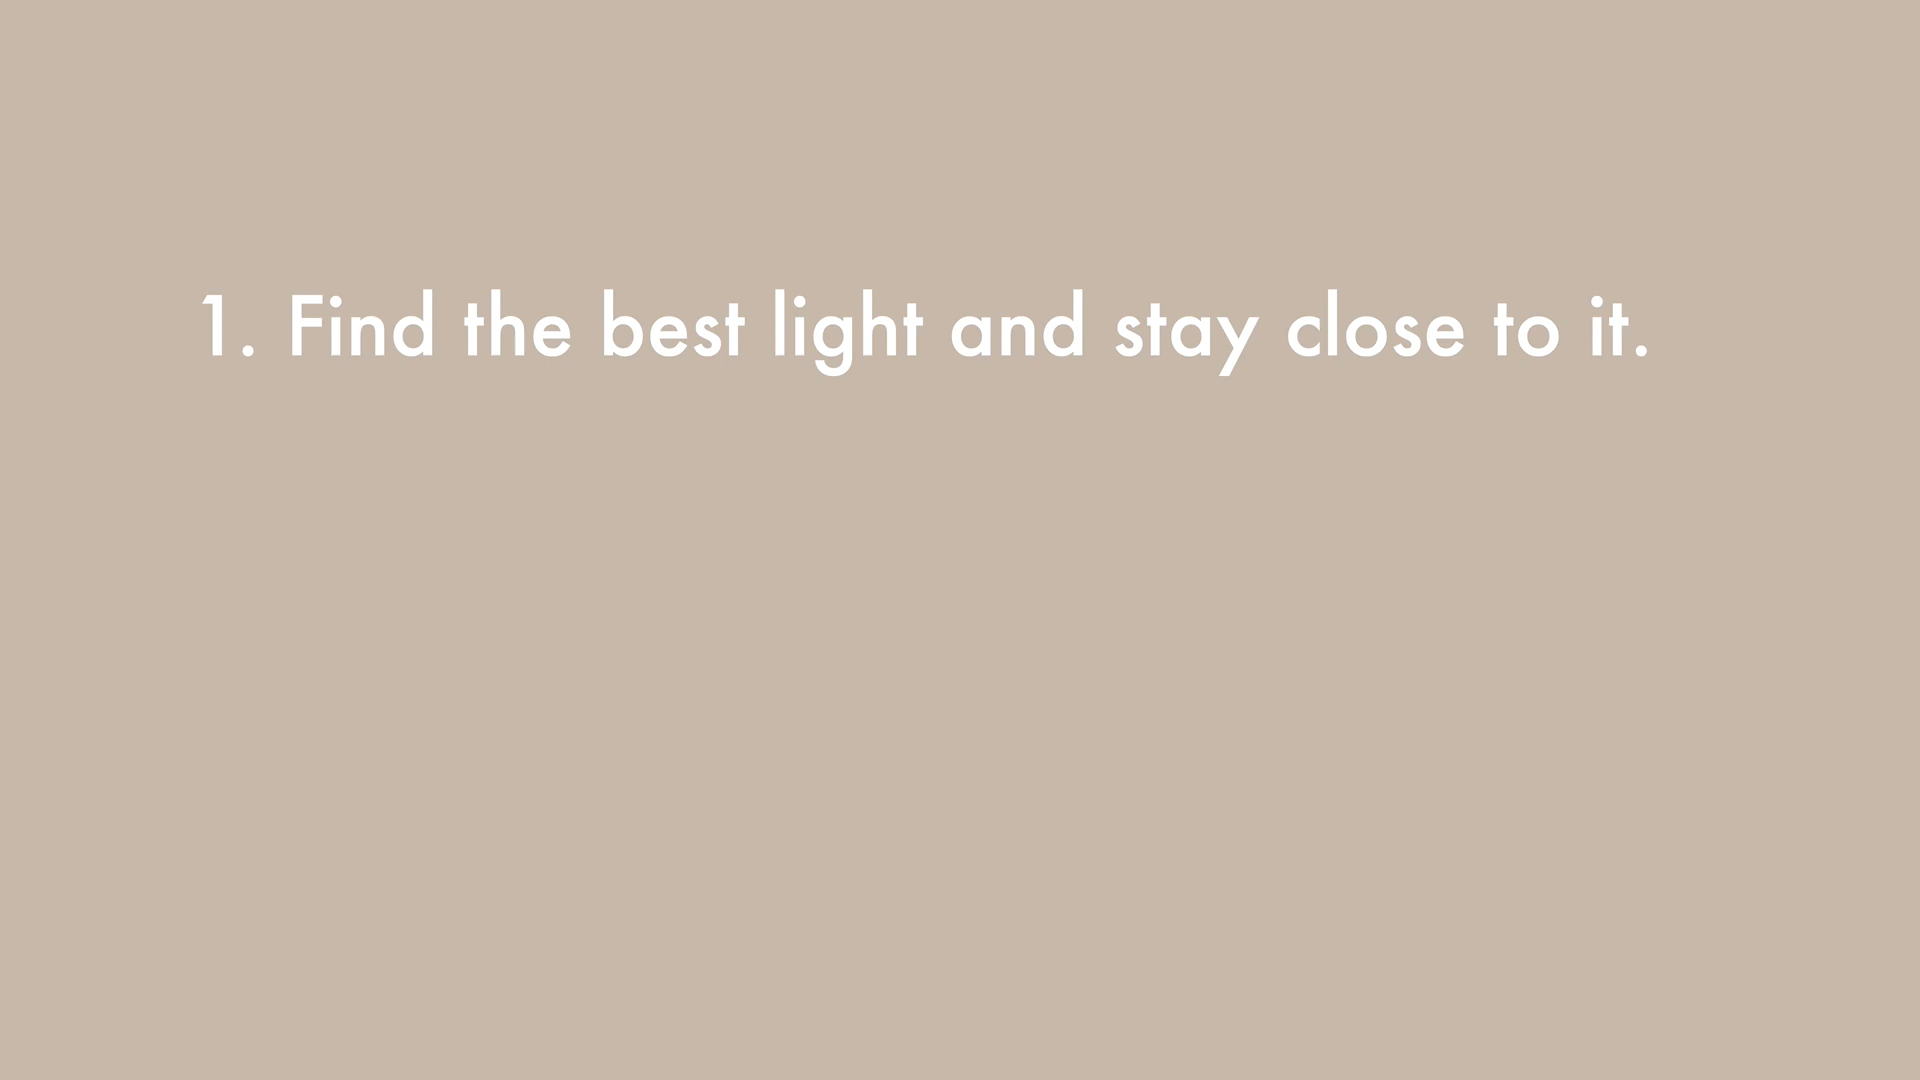 1. Find the best light and stay close to it.